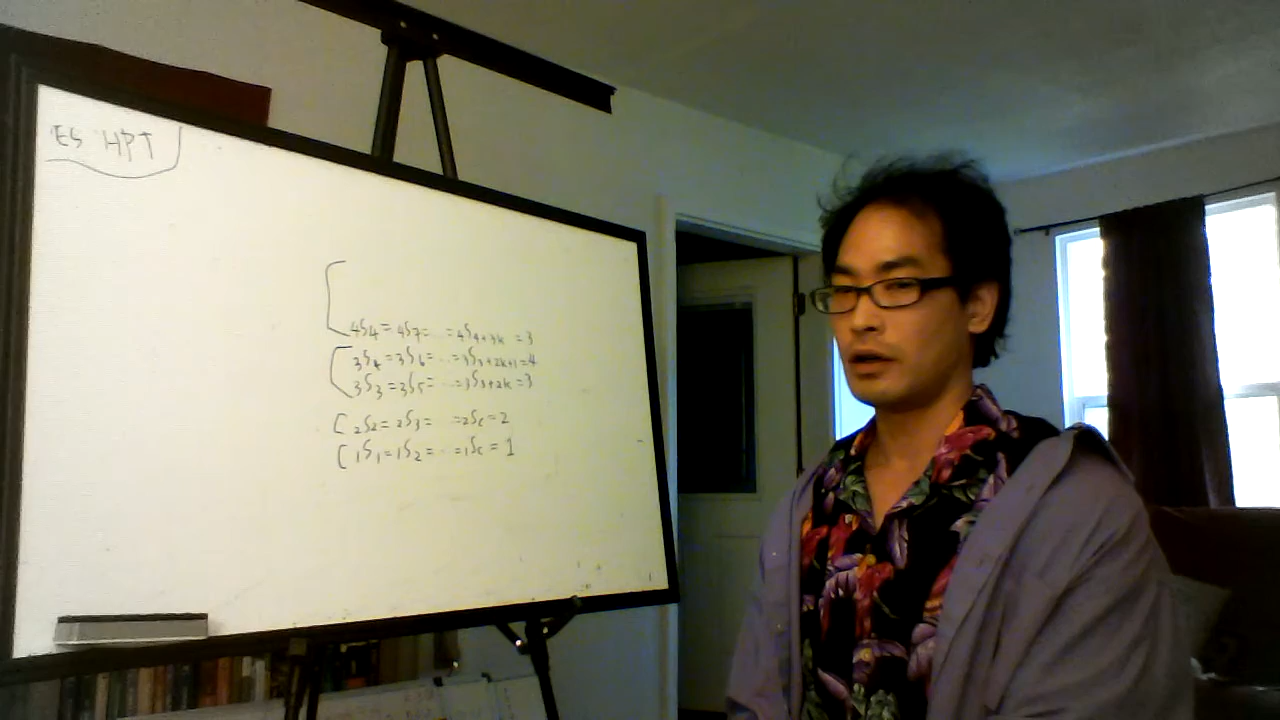 ES HPT
4S4 = 4S7 = ... = 4S4+3k = 3
3S4 = 3S6 = ... = 3S3+2k+1 = 4
3S3 = 3S5 = ... = 3S3+2k = 3
2S2 = 2S3 = = 2Sc = 2
1S1 = 1S2 = ... = 1Sc = 1